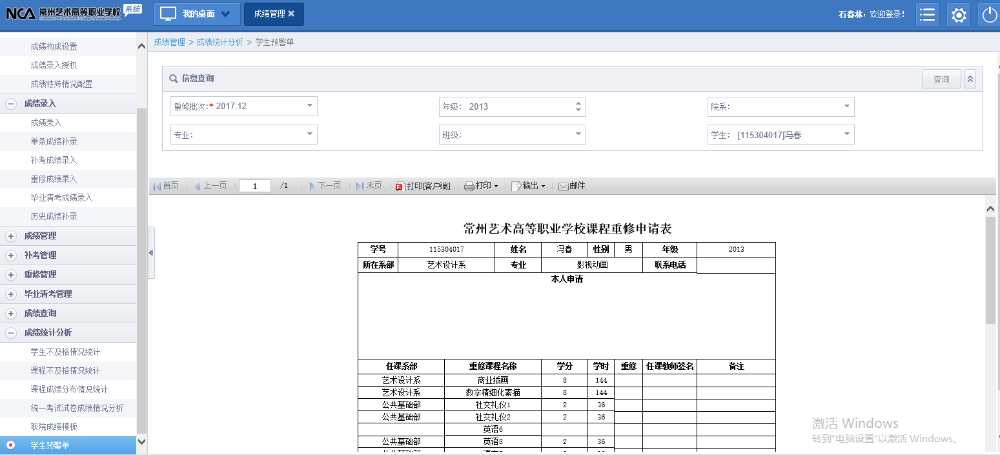 NCA 常州艺术高等职业学校 系统 我的桌面 成绩管理 石春林，欢迎登录！
成绩管理 > 成绩统计分析 > 学生预警单
成绩构成设置
成绩录入授权
成绩特殊情况配置
成绩录入
成绩录入
单条成绩补录
补考成绩录入
重修成绩录入
毕业清考成绩录入
历史成绩补录
成绩管理
补考管理
重修管理
毕业清考管理
成绩查询
成绩统计分析
学生不及格情况统计
课程不及格情况统计
课程成绩分布情况统计
统一考试试卷成绩情况分析
联院成绩模板
学生预警单
信息查询 查询
重修批次:* 2017.12 年级： 2013 院系：
专业： 班级： 学生： [115304017]冯春
首页 上一页 1 /1 下一页 末页 打印[客户端] 打印 输出 邮件
常州艺术高等职业学校课程重修申请表
学号 115304017 姓名 冯春 性别 男 年级 2013
所在系部 艺术设计系 专业 影视动画 联系电话
本人申请
任课系部 重修课程名称 学分 学时 重修 任课教师签名 备注
艺术设计系 商业插画 8 144
艺术设计系 数字精细化素描 8 144
公共基础部 社交礼仪1 2 36
公共基础部 社交礼仪2 2 36
英语6
公共基础部 英语8 2 36
激活 Windows
转到"电脑设置"以激活 Windows。